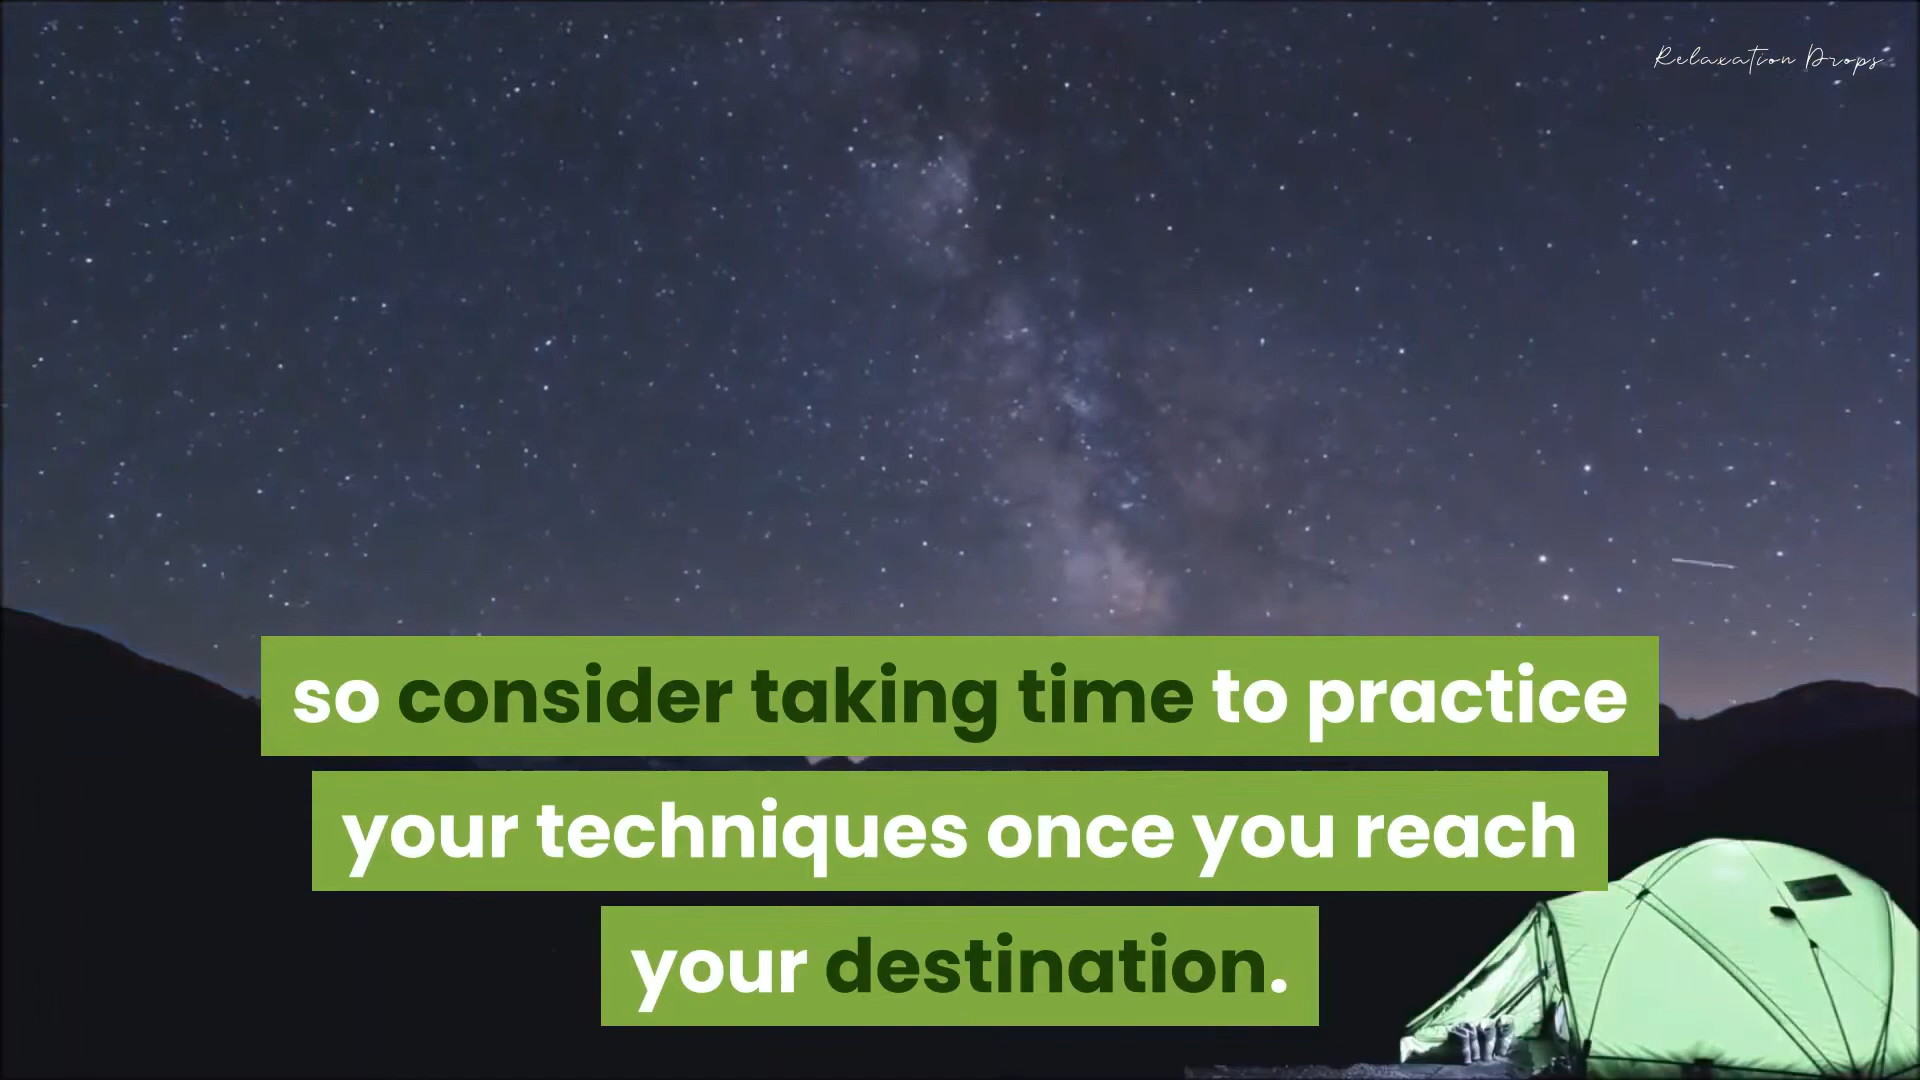 Relaxation Drops
so consider taking time to practice
your techniques once you reach
your destination.